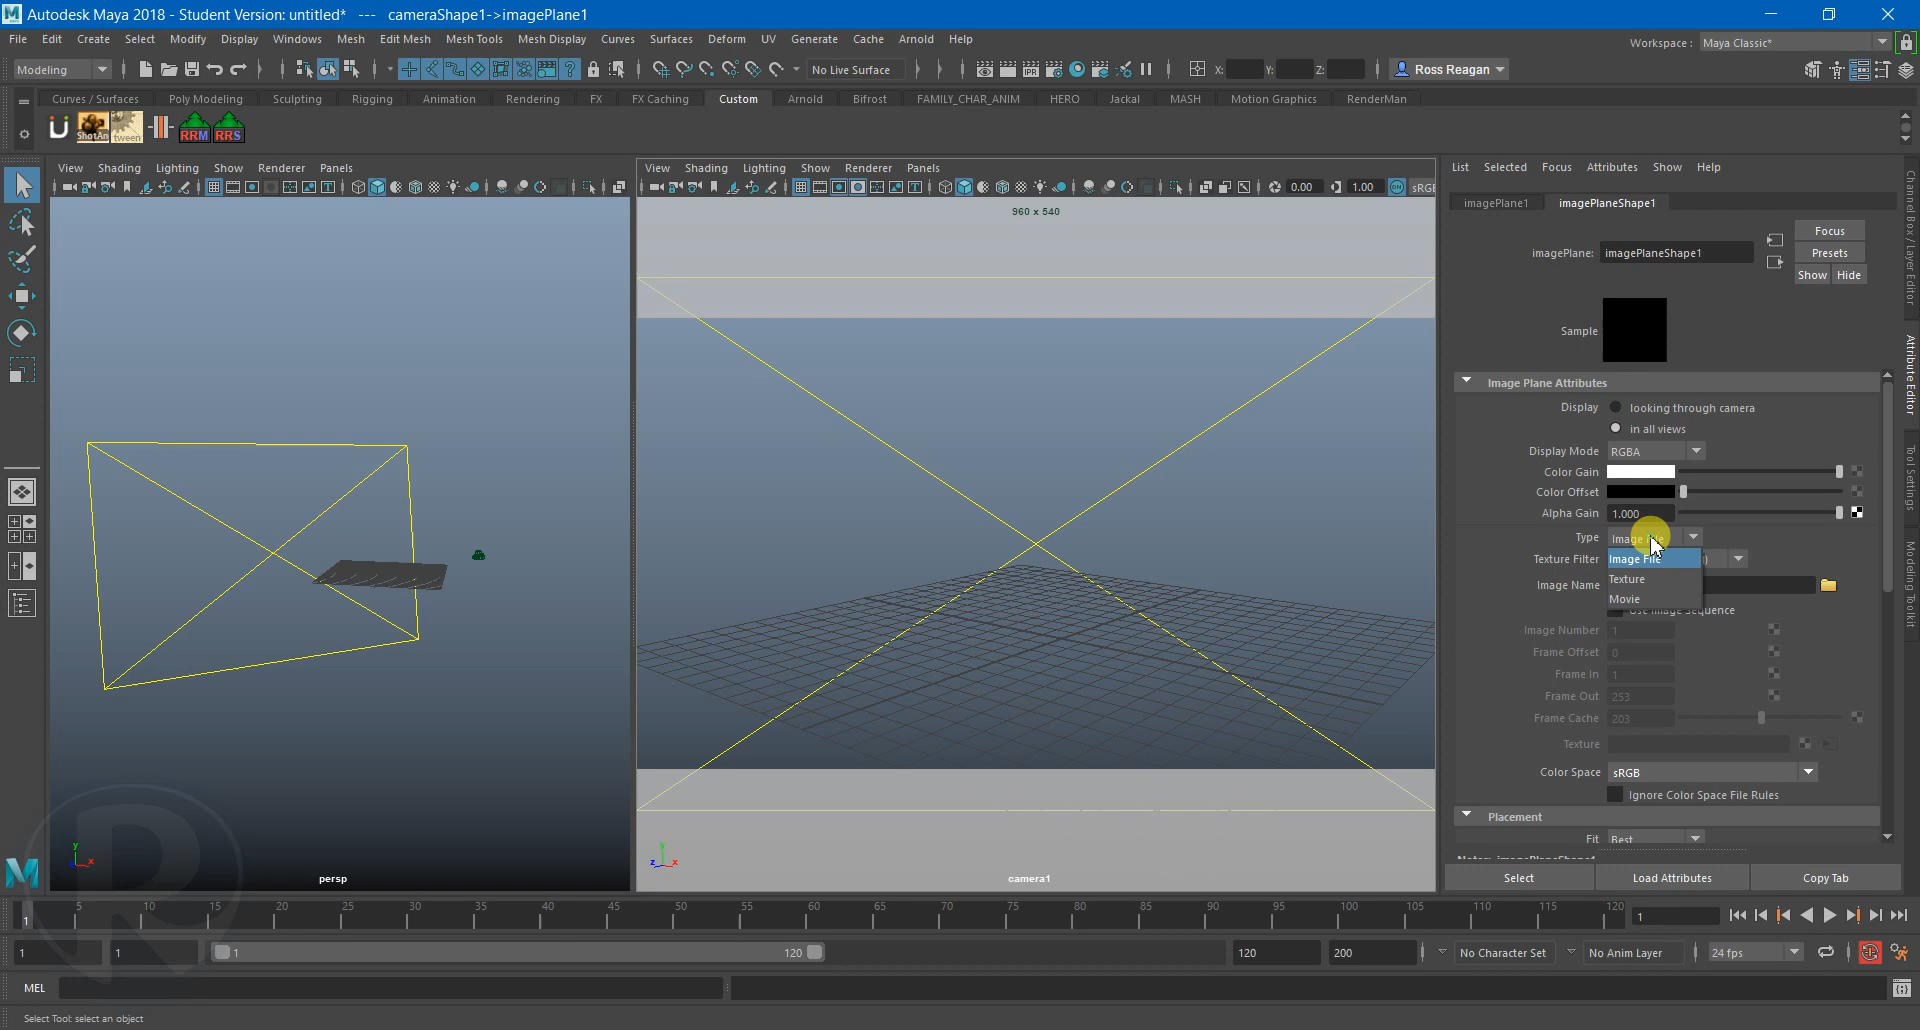 Autodesk Maya 2018 - Student Version: untitled* --- cameraShape1->imagePlane1
File Edit Create Select Modify Display Windows Mesh Edit Mesh Mesh Tools Mesh Display Curves Surfaces Deform UV Generate Cache Arnold Help
Workspace : Maya Classic*
Modeling No Live Surface X: Y: Z: Ross Reagan
Curves / Surfaces Poly Modeling Sculpting Rigging Animation Rendering FX FX Caching Custom Arnold Bifrost FAMILY_CHAR_ANIM HERO Jackal MASH Motion Graphics RenderMan
ShotAn tween RRM RRS
View Shading Lighting Show Renderer Panels
View Shading Lighting Show Renderer Panels
0.00 1.00 sRGB
960 x 540
persp
camera1
List Selected Focus Attributes Show Help
imagePlane1 imagePlaneShape1
imagePlane: imagePlaneShape1
Focus
Presets
Show Hide
Sample
Image Plane Attributes
Display looking through camera
in all views
Display Mode RGBA
Color Gain
Color Offset
Alpha Gain 1.000
Type Image File
Image File
Texture
Movie
Texture Filter
Image Name
Use Image Sequence
Image Number 1
Frame Offset 0
Frame In 1
Frame Out 253
Frame Cache 203
Texture
Color Space sRGB
Ignore Color Space File Rules
Placement
Fit Best
Notes: imagePlaneShape1
Select Load Attributes Copy Tab
Channel Box / Layer Editor
Attribute Editor
Tool Settings
Modeling Toolkit
1 5 10 15 20 25 30 35 40 45 50 55 60 65 70 75 80 85 90 95 100 105 110 115 120 1
1 1 1 120 120 200 No Character Set No Anim Layer 24 fps
MEL
Select Tool: select an object